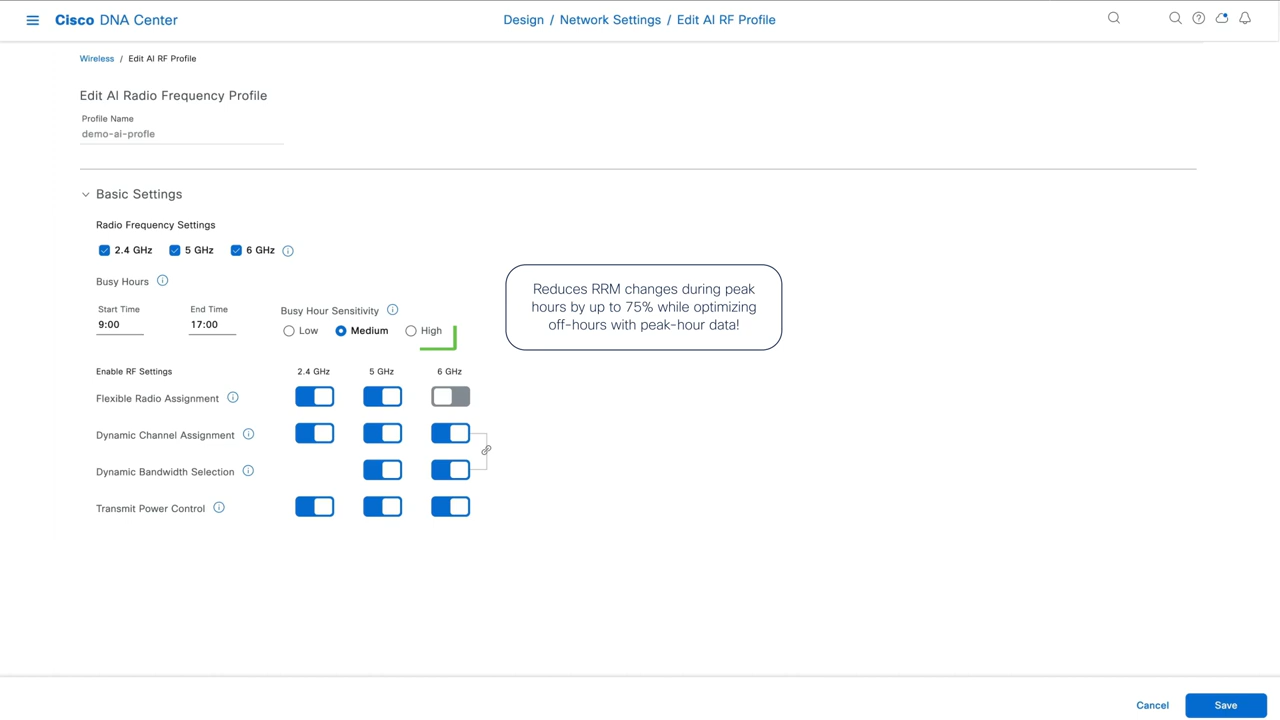 Cisco DNA Center
Design / Network Settings / Edit AI RF Profile
Wireless / Edit AI RF Profile
Edit AI Radio Frequency Profile
Profile Name
demo-ai-profle
Basic Settings
Radio Frequency Settings
2.4 GHz 5 GHz 6 GHz
Busy Hours
Start Time End Time
9:00 17:00
Busy Hour Sensitivity
Low Medium High
Reduces RRM changes during peak
hours by up to 75% while optimizing
off-hours with peak-hour data!
Enable RF Settings 2.4 GHz 5 GHz 6 GHz
Flexible Radio Assignment
Dynamic Channel Assignment
Dynamic Bandwidth Selection
Transmit Power Control
Cancel Save